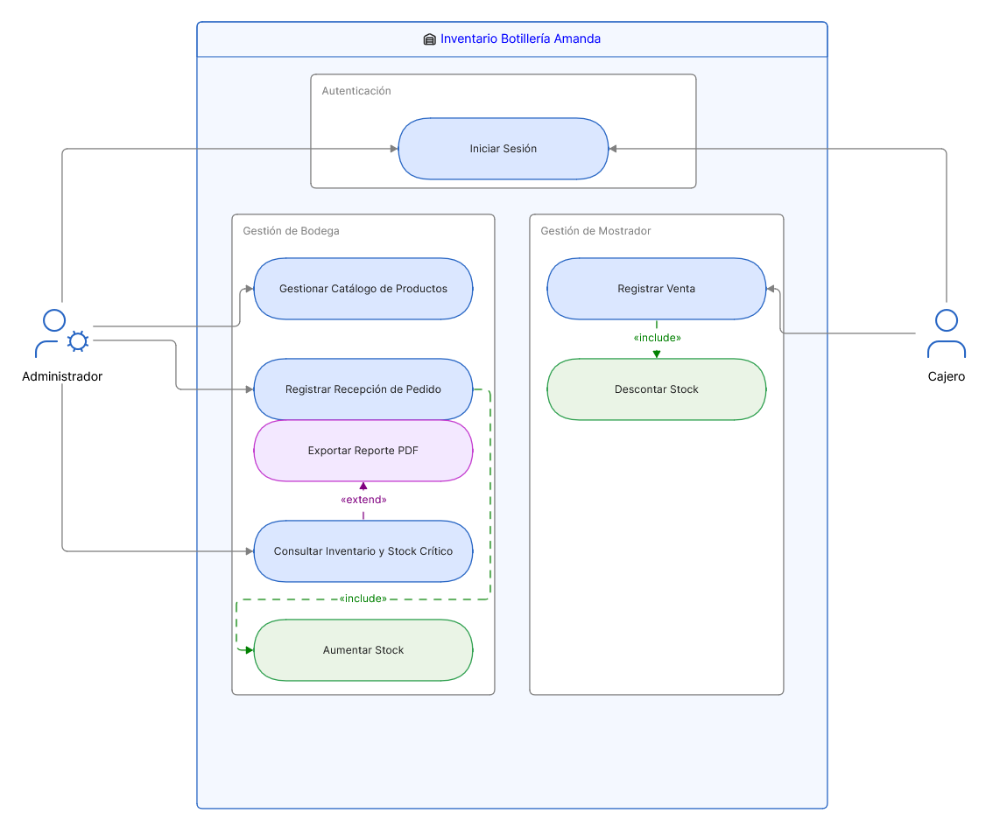 Inventario Botillería Amanda
Autenticación
Iniciar Sesión
Gestión de Bodega
Gestión de Mostrador
Gestionar Catálogo de Productos
Registrar Venta
«include»
Administrador
Cajero
Registrar Recepción de Pedido
Descontar Stock
Exportar Reporte PDF
«extend»
Consultar Inventario y Stock Crítico
«include»
Aumentar Stock